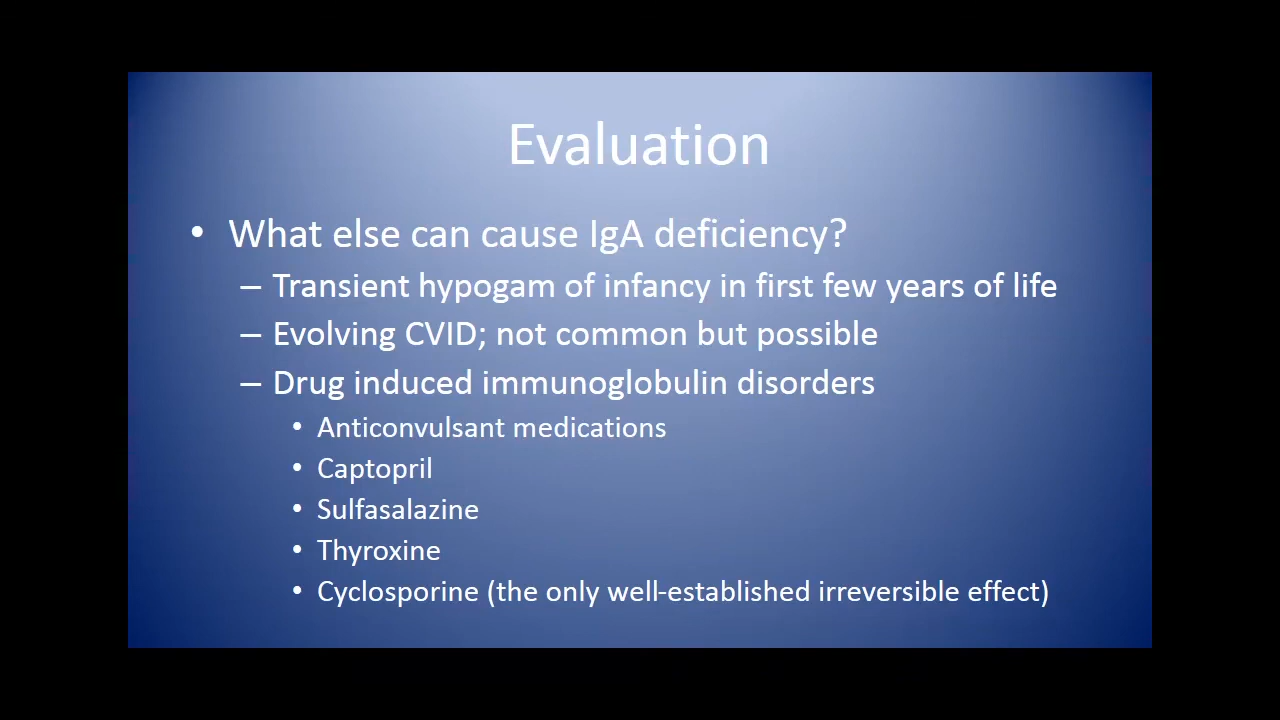 Evaluation
• What else can cause IgA deficiency?
– Transient hypogam of infancy in first few years of life
– Evolving CVID; not common but possible
– Drug induced immunoglobulin disorders
• Anticonvulsant medications
• Captopril
• Sulfasalazine
• Thyroxine
• Cyclosporine (the only well-established irreversible effect)